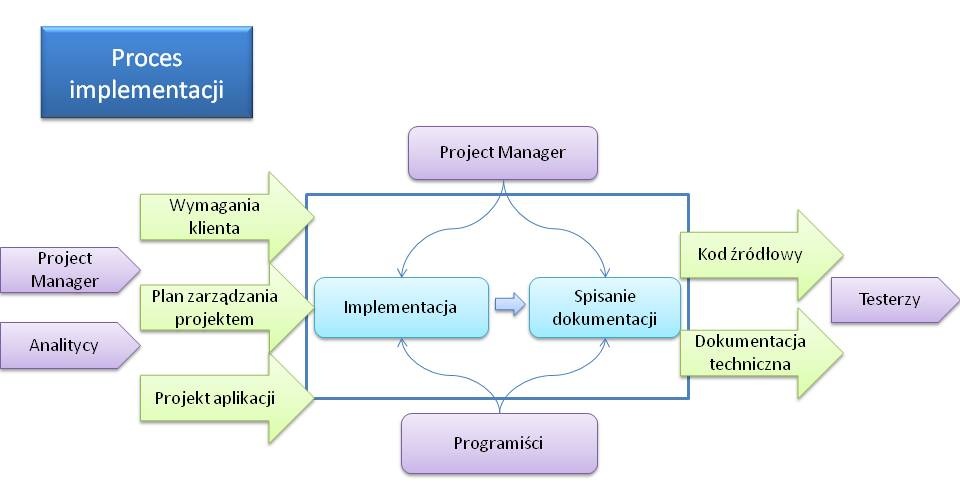 Proces
implementacji
Project Manager
Wymagania
klienta
Project
Manager
Plan zarządzania
projektem
Analitycy
Projekt aplikacji
Implementacja
Spisanie
dokumentacji
Kod źródłowy
Dokumentacja
techniczna
Testerzy
Programiści